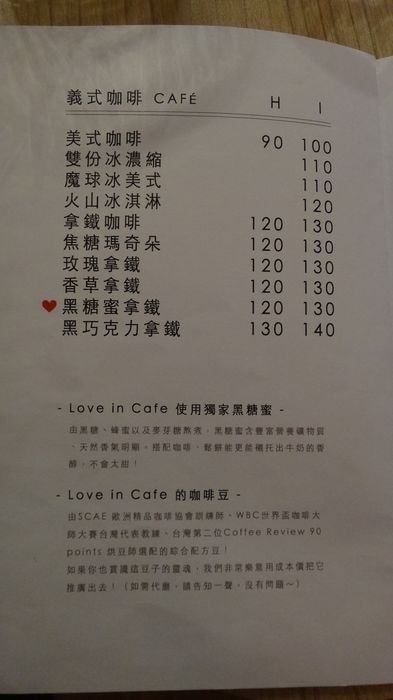 義式咖啡 CAFÉ H I
美式咖啡 90 100
雙份冰濃縮 110
魔球冰美式 110
火山冰淇淋 120
拿鐵咖啡 120 130
焦糖瑪奇朵 120 130
玫瑰拿鐵 120 130
香草拿鐵 120 130
黑糖蜜拿鐵 120 130
黑巧克力拿鐵 130 140
- Love in Cafe 使用獨家黑糖蜜 -
由黑糖、蜂蜜以及麥芽糖熬煮，黑糖蜜含豐富營養礦物質
、天然香氣明顯。搭配咖啡、鬆餅能更能襯托出牛奶的香
醇，不會太甜！
- Love in Cafe 的咖啡豆 -
由SCAE 歐洲精品咖啡協會訓練師、WBC世界盃咖啡大
師大賽台灣代表教練、台灣第二位Coffee Review 90
points 烘豆師選配的綜合配方豆！
如果你也賞識這豆子的靈魂，我們非常樂意用成本價把它
推廣出去！（如需代磨，請告知一聲，沒有問題～）